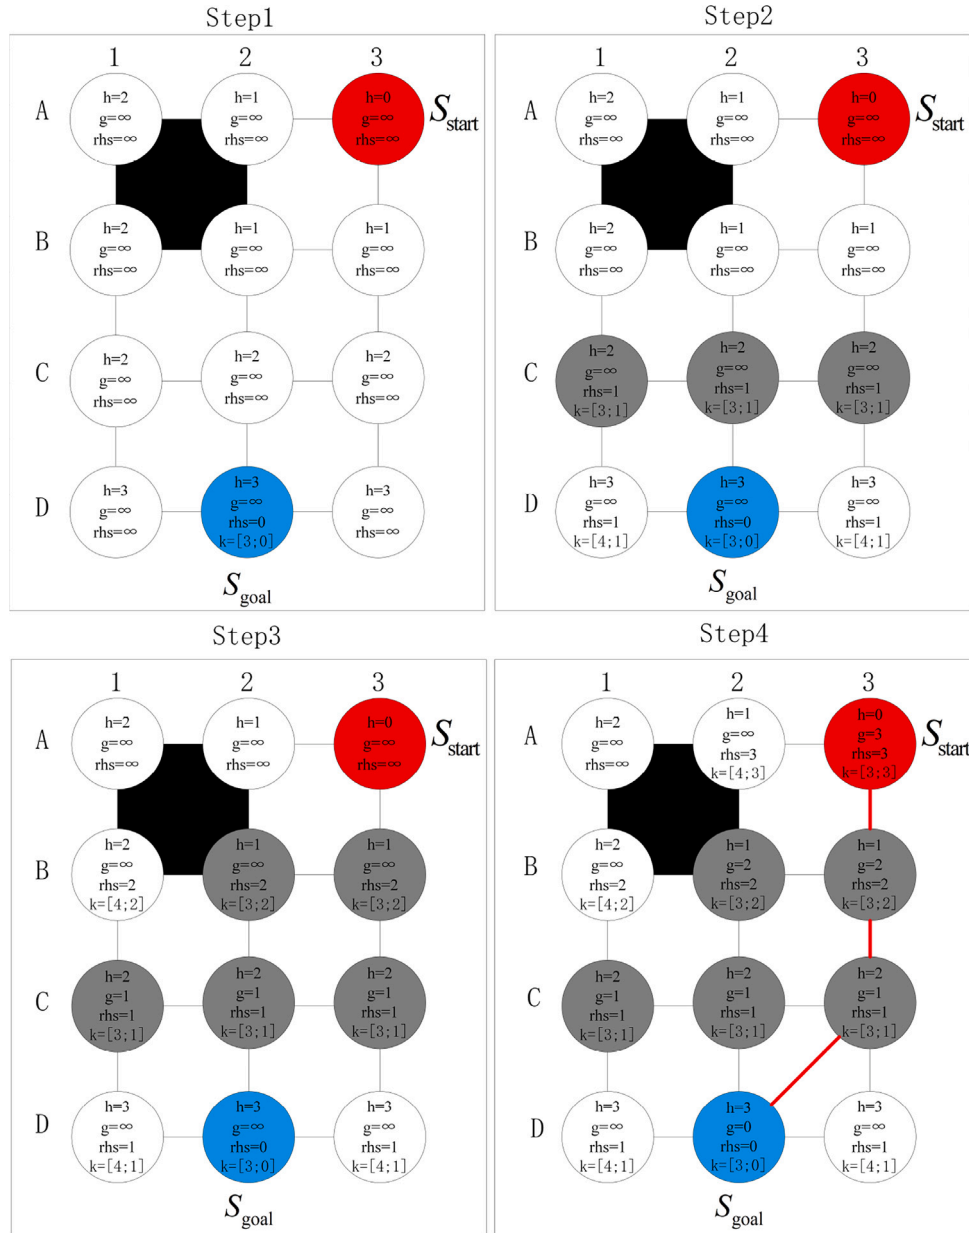 Step1
1 2 3
A
h=2
g=∞
rhs=∞
h=1
g=∞
rhs=∞
h=0
g=∞
rhs=∞
Sstart
B
h=2
g=∞
rhs=∞
h=1
g=∞
rhs=∞
h=1
g=∞
rhs=∞
C
h=2
g=∞
rhs=∞
h=2
g=∞
rhs=∞
h=2
g=∞
rhs=∞
D
h=3
g=∞
rhs=∞
h=3
g=∞
rhs=0
k=[3;0]
h=3
g=∞
rhs=∞
Sgoal
Step2
1 2 3
A
h=2
g=∞
rhs=∞
h=1
g=∞
rhs=∞
h=0
g=∞
rhs=∞
Sstart
B
h=2
g=∞
rhs=∞
h=1
g=∞
rhs=∞
h=1
g=∞
rhs=∞
C
h=2
g=∞
rhs=1
k=[3;1]
h=2
g=∞
rhs=1
k=[3;1]
h=2
g=∞
rhs=1
k=[3;1]
D
h=3
g=∞
rhs=1
k=[4;1]
h=3
g=∞
rhs=0
k=[3;0]
h=3
g=∞
rhs=1
k=[4;1]
Sgoal
Step3
1 2 3
A
h=2
g=∞
rhs=∞
h=1
g=∞
rhs=∞
h=0
g=∞
rhs=∞
Sstart
B
h=2
g=∞
rhs=2
k=[4;2]
h=1
g=∞
rhs=2
k=[3;2]
h=1
g=∞
rhs=2
k=[3;2]
C
h=2
g=1
rhs=1
k=[3;1]
h=2
g=1
rhs=1
k=[3;1]
h=2
g=1
rhs=1
k=[3;1]
D
h=3
g=∞
rhs=1
k=[4;1]
h=3
g=∞
rhs=0
k=[3;0]
h=3
g=∞
rhs=1
k=[4;1]
Sgoal
Step4
1 2 3
A
h=2
g=∞
rhs=∞
h=1
g=∞
rhs=3
k=[4;3]
h=0
g=3
rhs=3
k=[3;3]
Sstart
B
h=2
g=∞
rhs=2
k=[4;2]
h=1
g=2
rhs=2
k=[3;2]
h=1
g=2
rhs=2
k=[3;2]
C
h=2
g=1
rhs=1
k=[3;1]
h=2
g=1
rhs=1
k=[3;1]
h=2
g=1
rhs=1
k=[3;1]
D
h=3
g=∞
rhs=1
k=[4;1]
h=3
g=0
rhs=0
k=[3;0]
h=3
g=∞
rhs=1
k=[4;1]
Sgoal